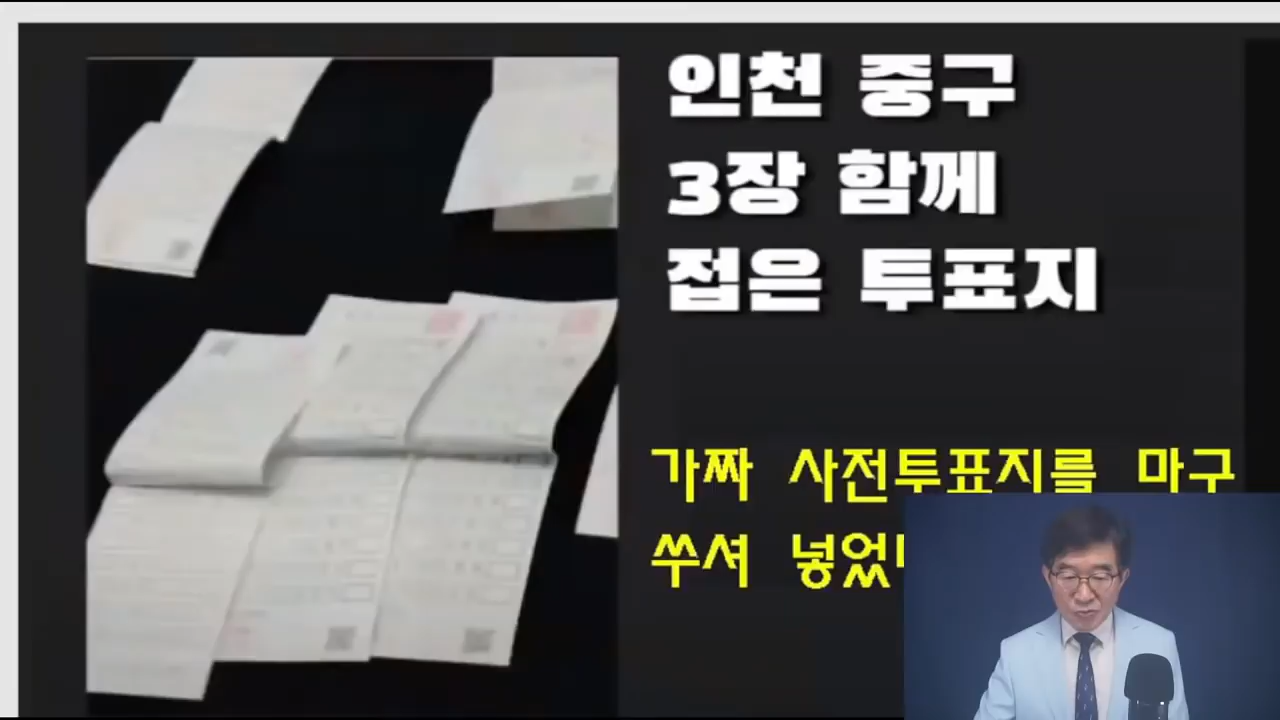 인천 중구
3장 함께
접은 투표지
가짜 사전투표지를 마구
쑤셔 넣었